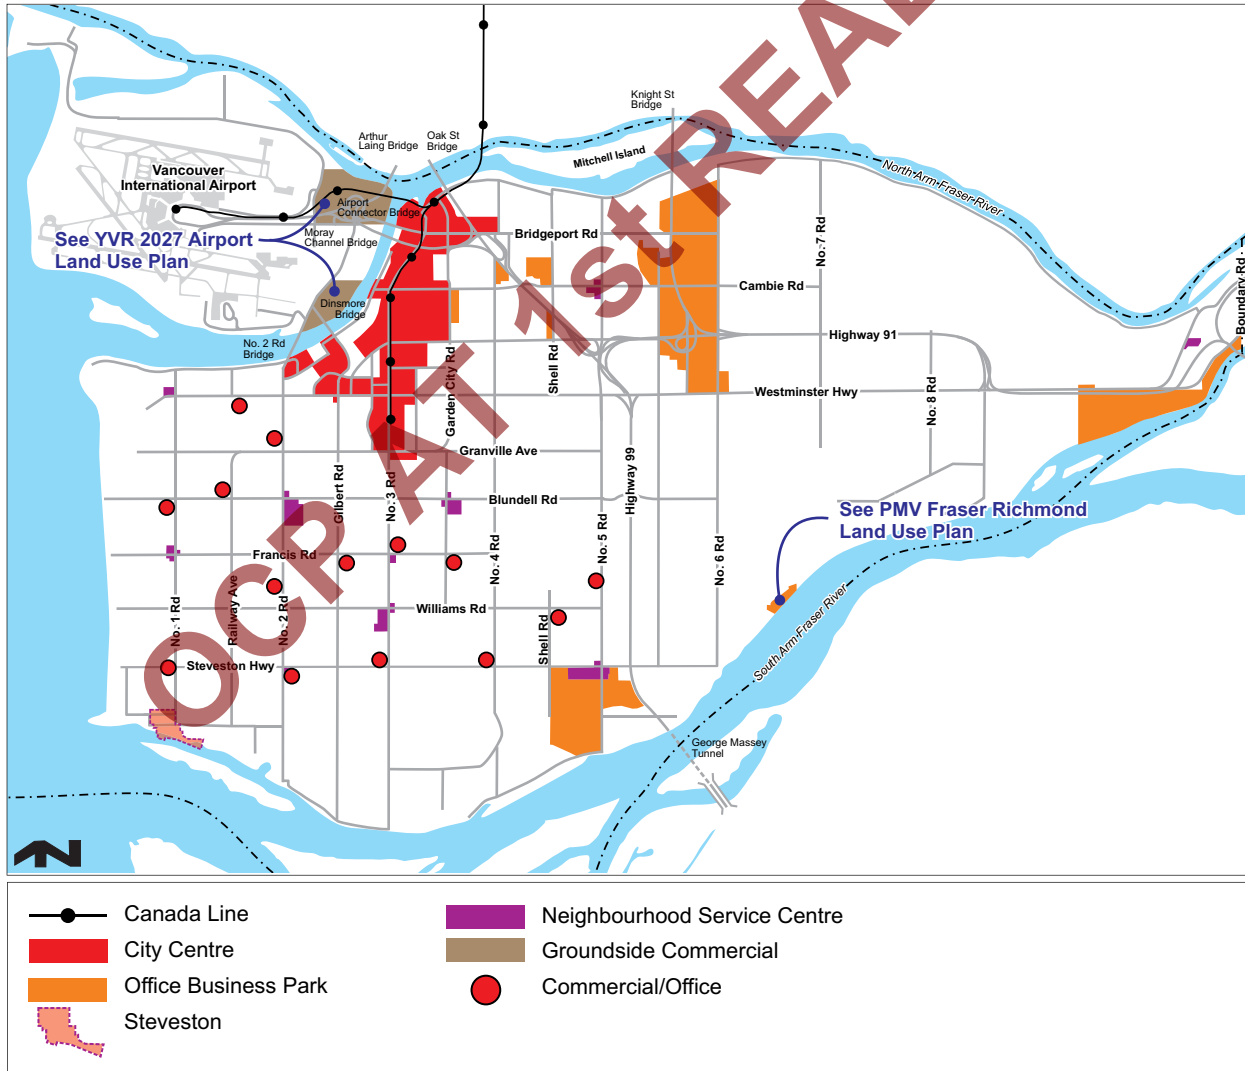 Knight St
Bridge
Arthur
Laing Bridge
Oak St
Bridge
Mitchell Island
North Arm Fraser River
Vancouver
International Airport
Airport
Connector Bridge
Moray
Channel Bridge
See YVR 2027 Airport
Land Use Plan
Bridgeport Rd
No. 7 Rd
Cambie Rd
Dinsmore
Bridge
Boundary Rd
No. 2 Rd
Bridge
Highway 91
Garden City Rd
Shell Rd
Westminster Hwy
No. 8 Rd
Granville Ave
Gilbert Rd
No. 3 Rd
Highway 99
Blundell Rd
See PMV Fraser Richmond
Land Use Plan
Francis Rd
No. 4 Rd
No. 5 Rd
No. 6 Rd
No. 1 Rd
Railway Ave
No. 2 Rd
Williams Rd
Shell Rd
South Arm Fraser River
Steveston Hwy
George Massey
Tunnel
N
OCP AT 1st REA
Canada Line
City Centre
Office Business Park
Steveston
Neighbourhood Service Centre
Groundside Commercial
Commercial/Office